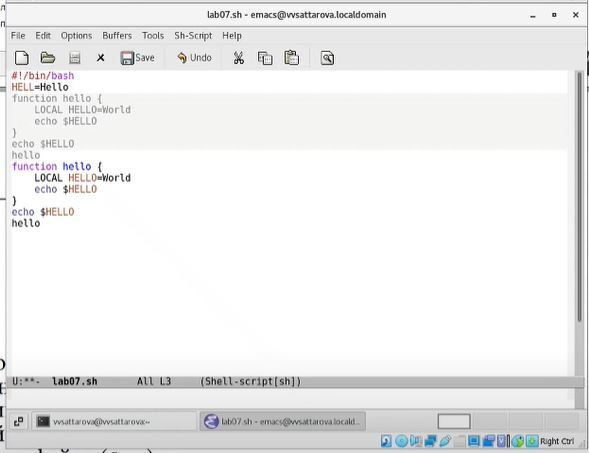 lab07.sh - emacs@vvsattarova.localdomain
File Edit Options Buffers Tools Sh-Script Help
Save Undo
#!/bin/bash
HELL=Hello
function hello {
    LOCAL HELLO=World
    echo $HELLO
}
echo $HELLO
hello
function hello {
    LOCAL HELLO=World
    echo $HELLO
}
echo $HELLO
hello
U:**- lab07.sh All L3 (Shell-script[sh])
vvsattarova@vvsattarova:~ lab07.sh - emacs@vvsattarova.locald...
Right Ctrl